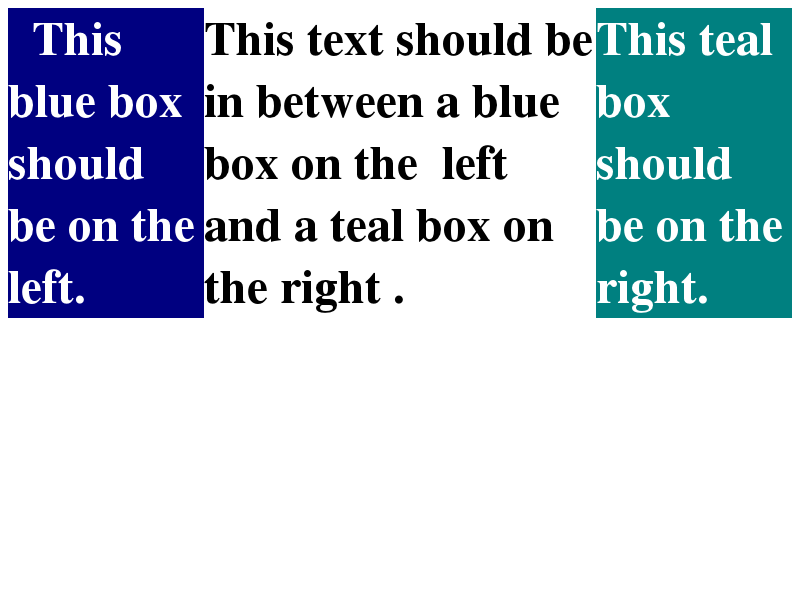 This
blue box
should
be on the
left.
This text should be
in between a blue
box on the  left
and a teal box on
the right .
This teal
box
should
be on the
right.